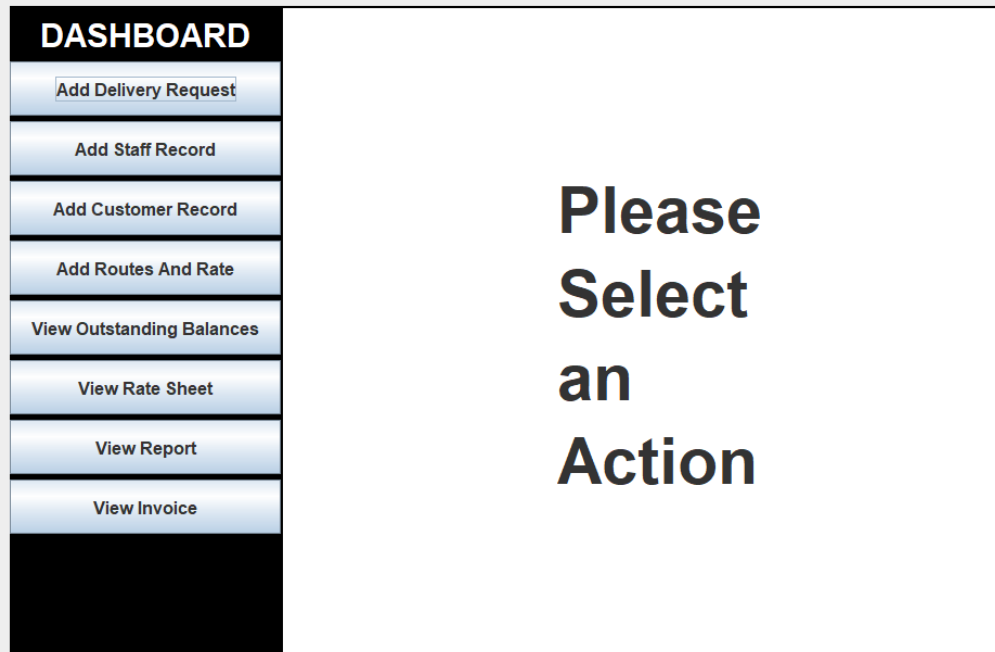 DASHBOARD
Add Delivery Request
Add Staff Record
Add Customer Record
Add Routes And Rate
View Outstanding Balances
View Rate Sheet
View Report
View Invoice
Please
Select
an
Action